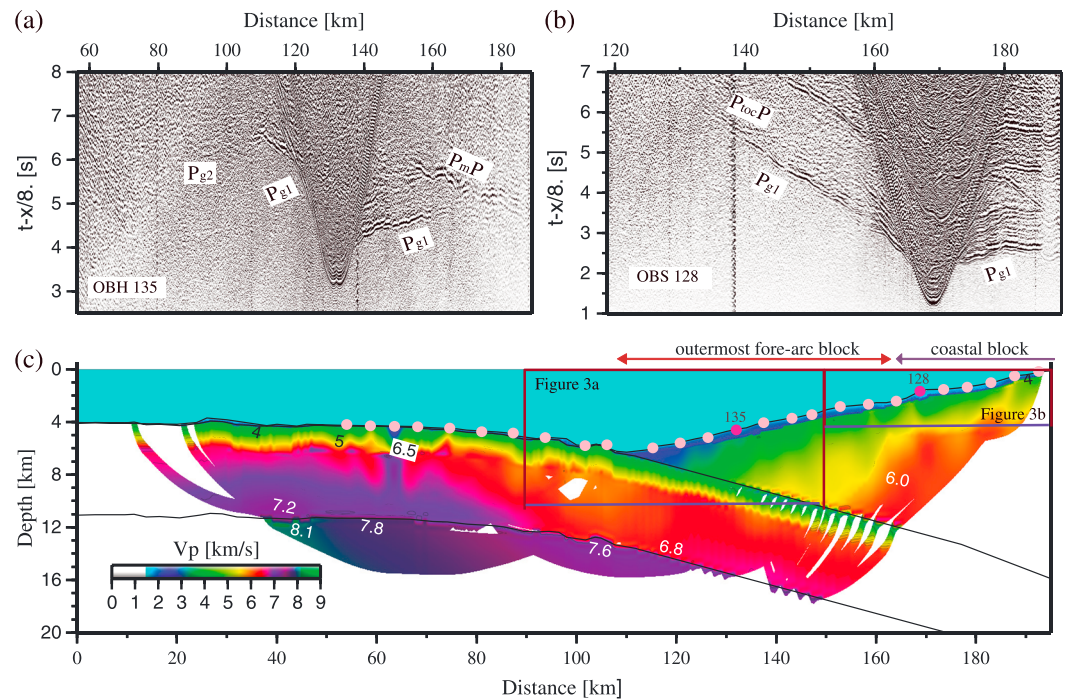 (a)
Distance [km]
60 80 100 120 140 160 180
8
7
6
5
4
3
t-x/8. [s]
Pg2
Pg1
PmP
Pg1
OBH 135
(b)
Distance [km]
120 140 160 180
7
6
5
4
3
2
1
t-x/8. [s]
PtocP
Pg1
Pg1
OBS 128
(c)
outermost fore-arc block
coastal block
Figure 3a
Figure 3b
128
135
4
4
5
6.5
6.0
7.2
7.8
8.1
7.6
6.8
Vp [km/s]
0 1 2 3 4 5 6 7 8 9
0
4
8
12
16
20
Depth [km]
0 20 40 60 80 100 120 140 160 180
Distance [km]